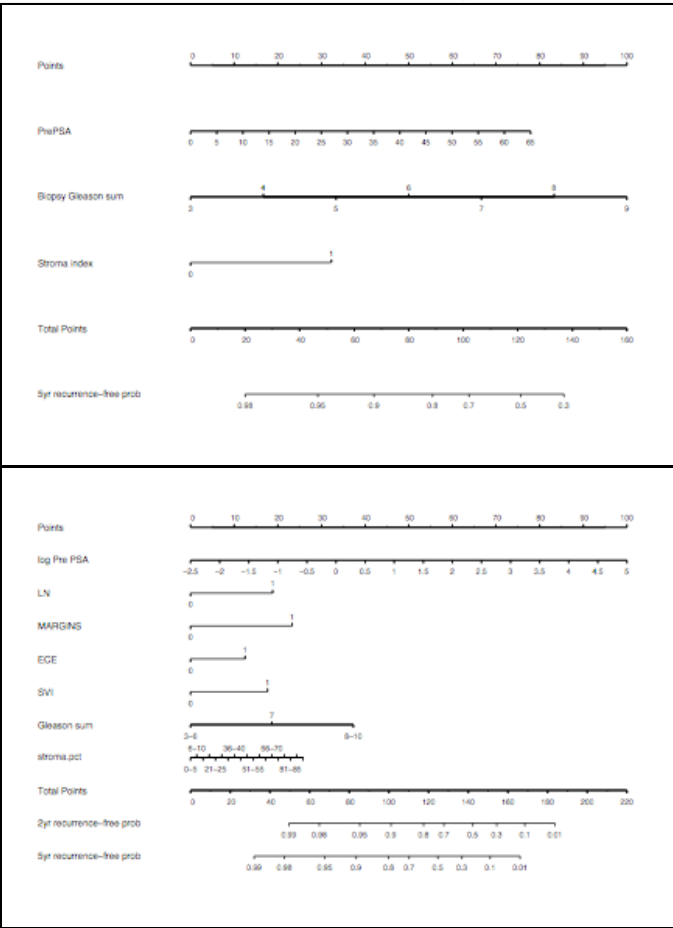 0 10 20 30 40 50 60 70 80 90 100
Points
PrePSA
0 5 10 15 20 25 30 35 40 45 50 55 60 65
4 6 8
Biopsy Gleason sum
3 5 7 9
1
Stroma index
0
Total Points
0 20 40 60 80 100 120 140 160
5yr recurrence-free prob
0.98 0.95 0.9 0.8 0.7 0.5 0.3
0 10 20 30 40 50 60 70 80 90 100
Points
log Pre PSA
-2.5 -2 -1.5 -1 -0.5 0 0.5 1 1.5 2 2.5 3 3.5 4 4.5 5
1
LN
0
1
MARGINS
0
1
ECE
0
1
SVI
0
7
Gleason sum
3-6 8-10
6-10 36-40 66-70
stroma.pct
0-5 21-25 51-55 81-85
Total Points
0 20 40 60 80 100 120 140 160 180 200 220
2yr recurrence-free prob
0.99 0.98 0.95 0.9 0.8 0.7 0.5 0.3 0.1 0.01
5yr recurrence-free prob
0.99 0.98 0.95 0.9 0.8 0.7 0.5 0.3 0.1 0.01